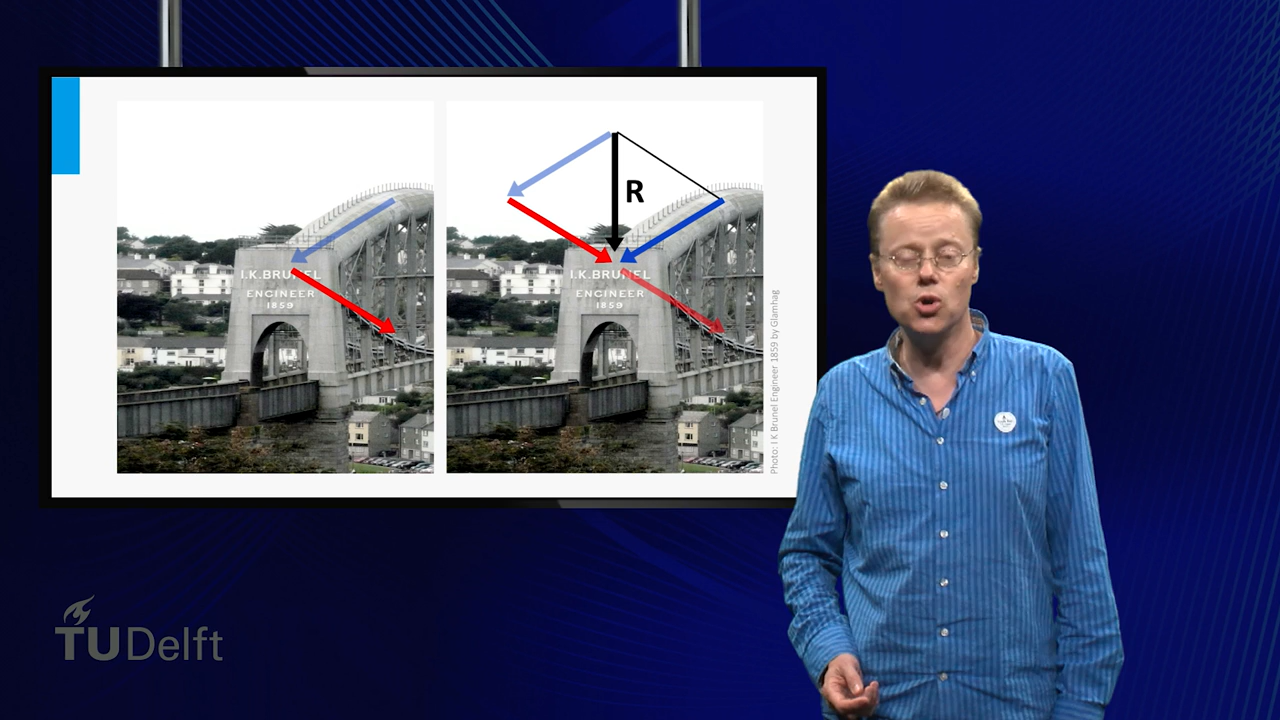 I.K.BRUNEL
ENGINEER
1859
R
I.K.BRUNEL
ENGINEER
1859
Photo: I K Brunel Engineer 1859 by Glamhag
TUDelft